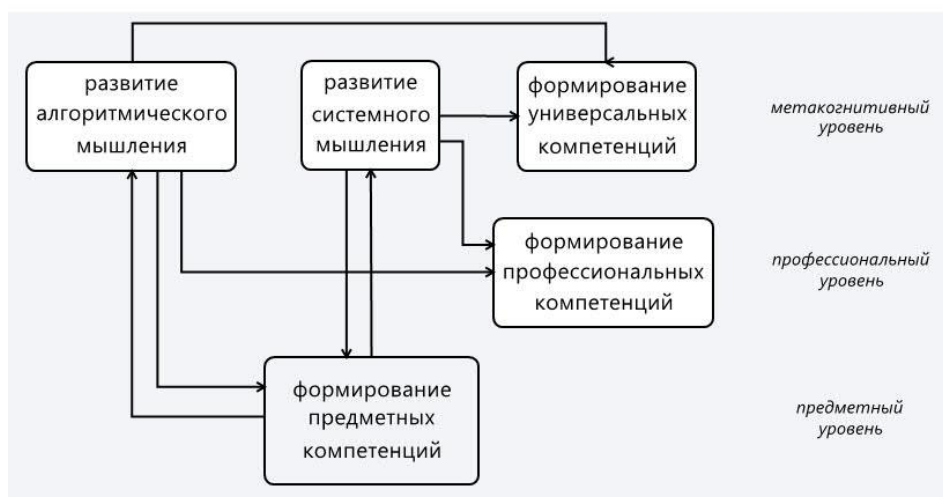 развитие
алгоритмического
мышления
развитие
системного
мышления
формирование
универсальных
компетенций
метакогнитивный
уровень
формирование
профессиональных
компетенций
профессиональный
уровень
формирование
предметных
компетенций
предметный
уровень